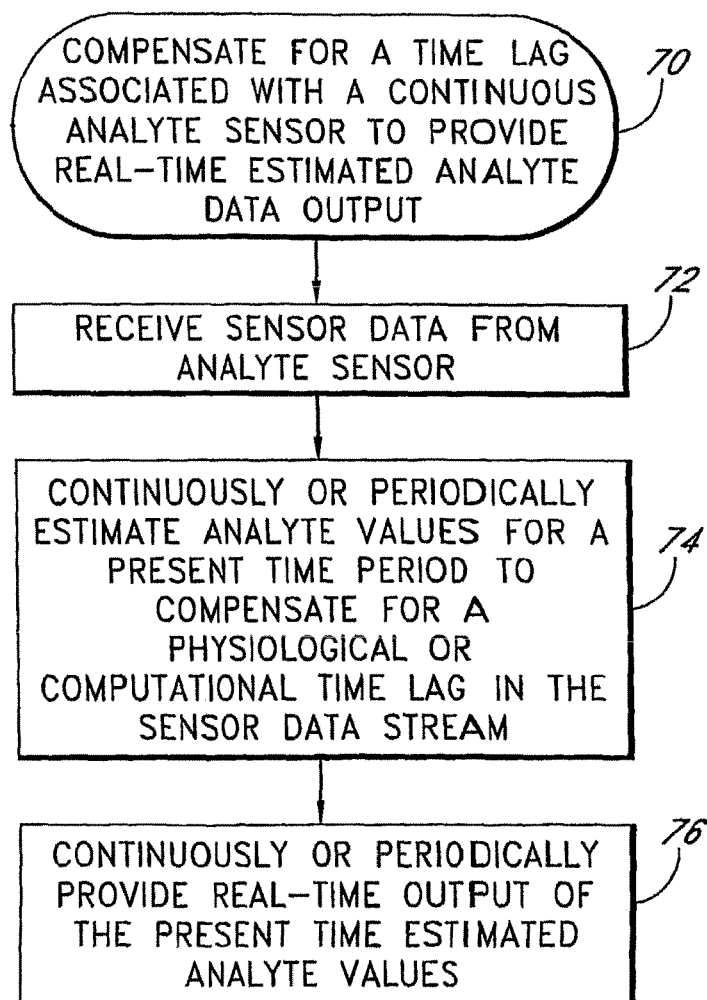 COMPENSATE FOR A TIME LAG
ASSOCIATED WITH A CONTINUOUS
ANALYTE SENSOR TO PROVIDE
REAL-TIME ESTIMATED ANALYTE
DATA OUTPUT
70
RECEIVE SENSOR DATA FROM
ANALYTE SENSOR
72
CONTINUOUSLY OR PERIODICALLY
ESTIMATE ANALYTE VALUES FOR A
PRESENT TIME PERIOD TO
COMPENSATE FOR A
PHYSIOLOGICAL OR
COMPUTATIONAL TIME LAG IN THE
SENSOR DATA STREAM
74
CONTINUOUSLY OR PERIODICALLY
PROVIDE REAL-TIME OUTPUT OF
THE PRESENT TIME ESTIMATED
ANALYTE VALUES
76